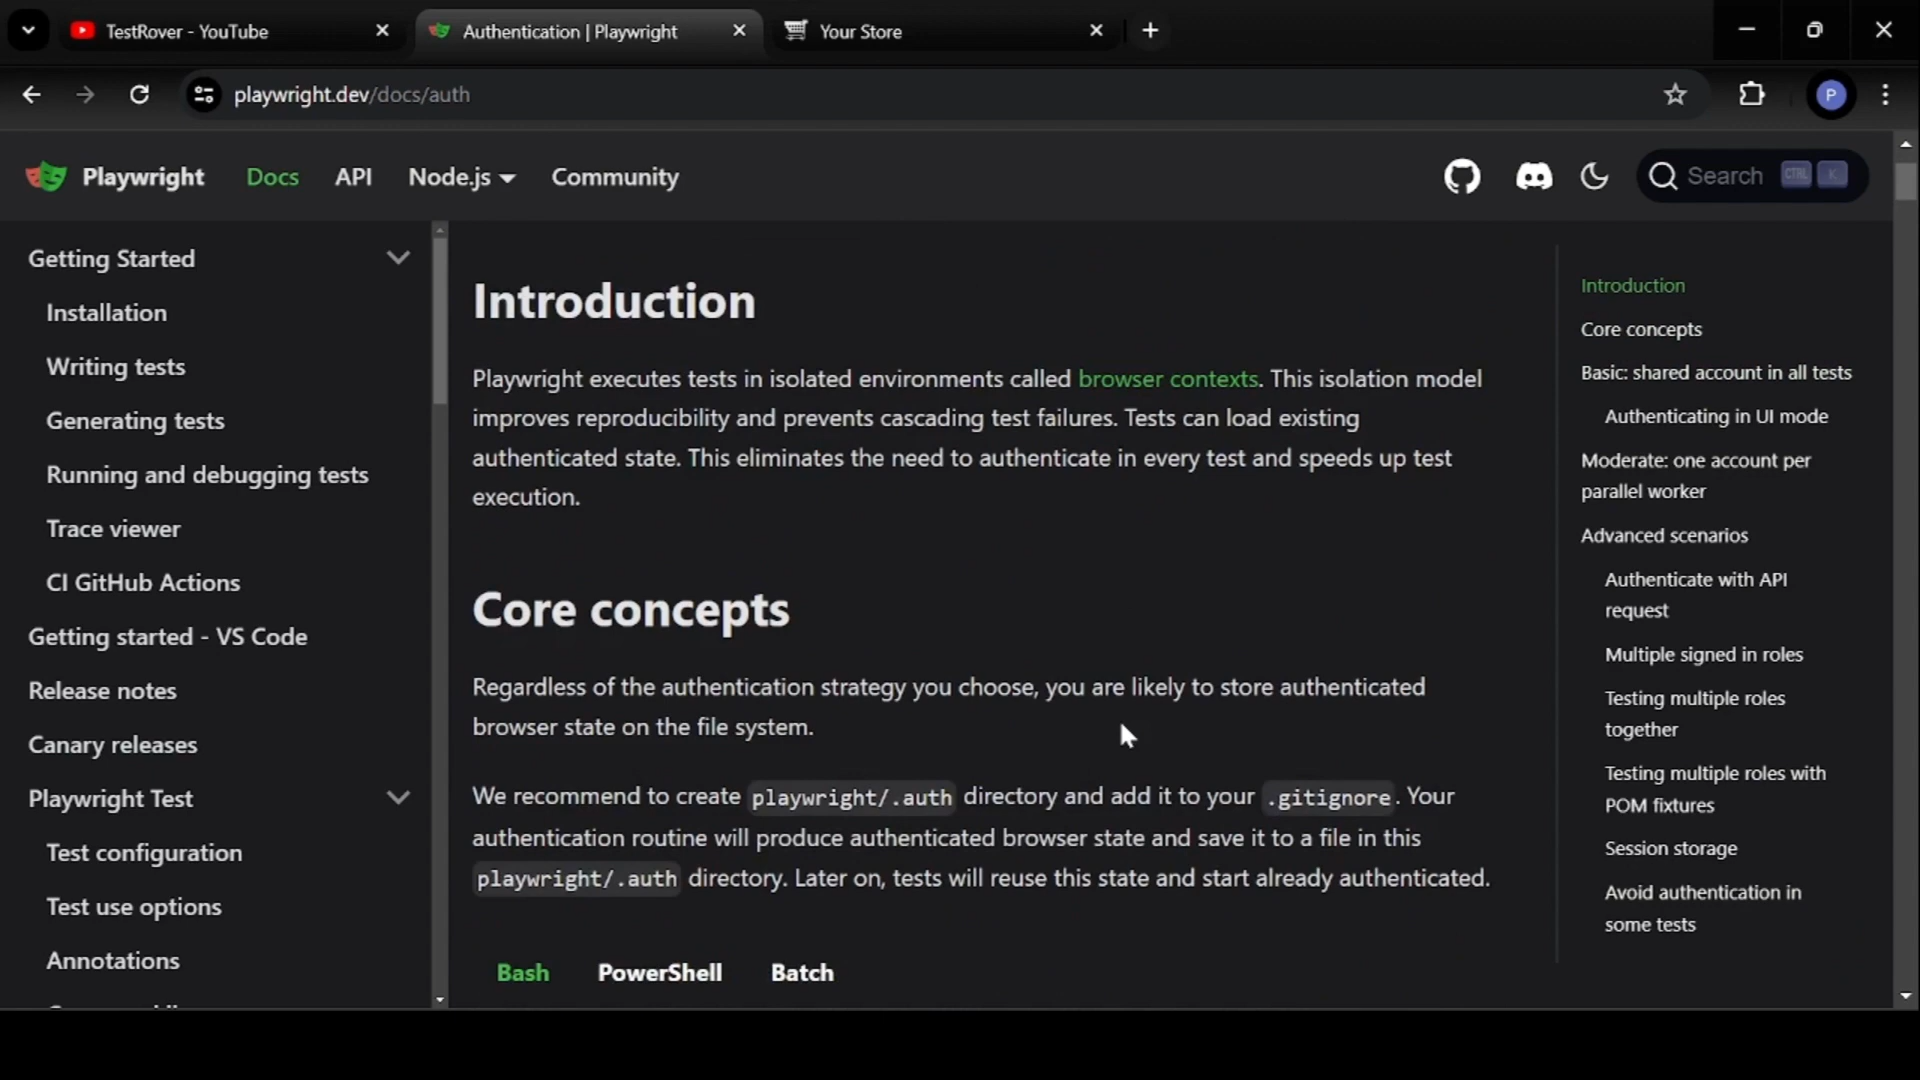 TestRover - YouTube
Authentication | Playwright
Your Store
playwright.dev/docs/auth
P
Playwright
Docs
API
Node.js
Community
Search CTRL K
Getting Started
Installation
Writing tests
Generating tests
Running and debugging tests
Trace viewer
CI GitHub Actions
Getting started - VS Code
Release notes
Canary releases
Playwright Test
Test configuration
Test use options
Annotations
Introduction
Playwright executes tests in isolated environments called browser contexts. This isolation model
improves reproducibility and prevents cascading test failures. Tests can load existing
authenticated state. This eliminates the need to authenticate in every test and speeds up test
execution.
Core concepts
Regardless of the authentication strategy you choose, you are likely to store authenticated
browser state on the file system.
We recommend to create playwright/.auth directory and add it to your .gitignore. Your
authentication routine will produce authenticated browser state and save it to a file in this
playwright/.auth directory. Later on, tests will reuse this state and start already authenticated.
Bash PowerShell Batch
Introduction
Core concepts
Basic: shared account in all tests
Authenticating in UI mode
Moderate: one account per
parallel worker
Advanced scenarios
Authenticate with API
request
Multiple signed in roles
Testing multiple roles
together
Testing multiple roles with
POM fixtures
Session storage
Avoid authentication in
some tests